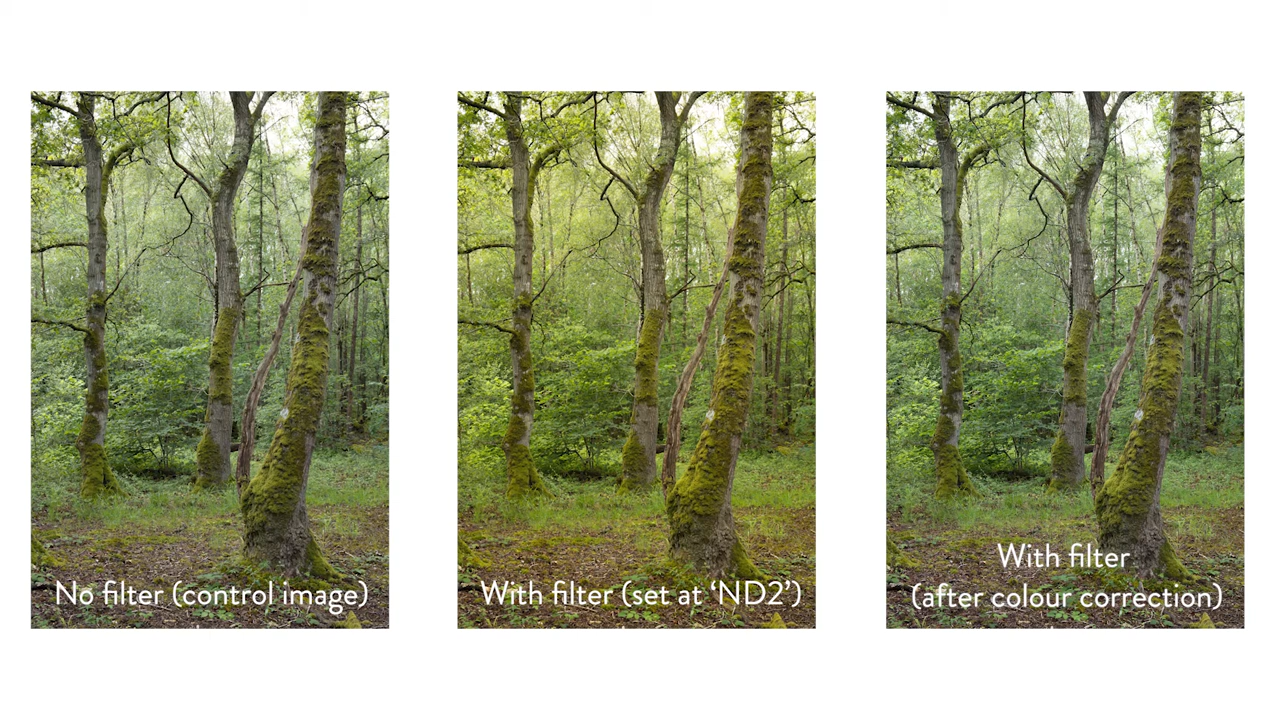 No filter (control image)
With filter (set at ‘ND2’)
With filter
(after colour correction)